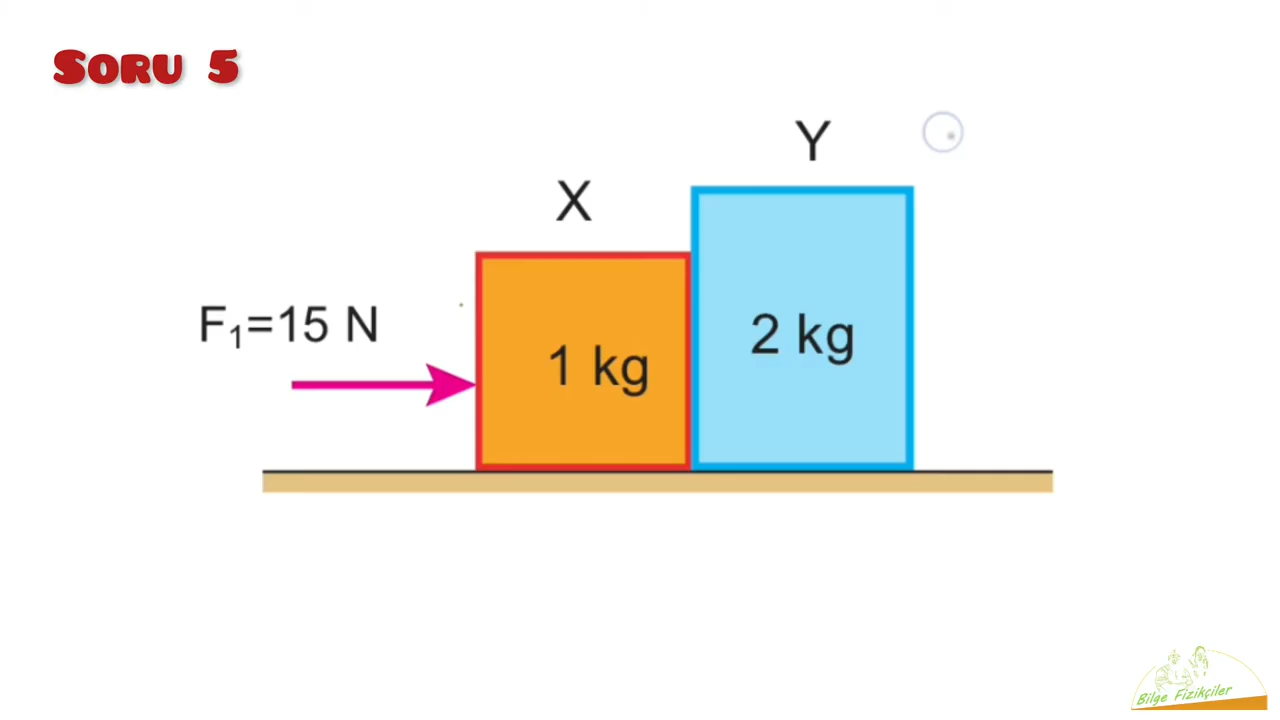 SORU 5
Y
X
F₁=15 N
1 kg
2 kg
Bilge Fizikçiler